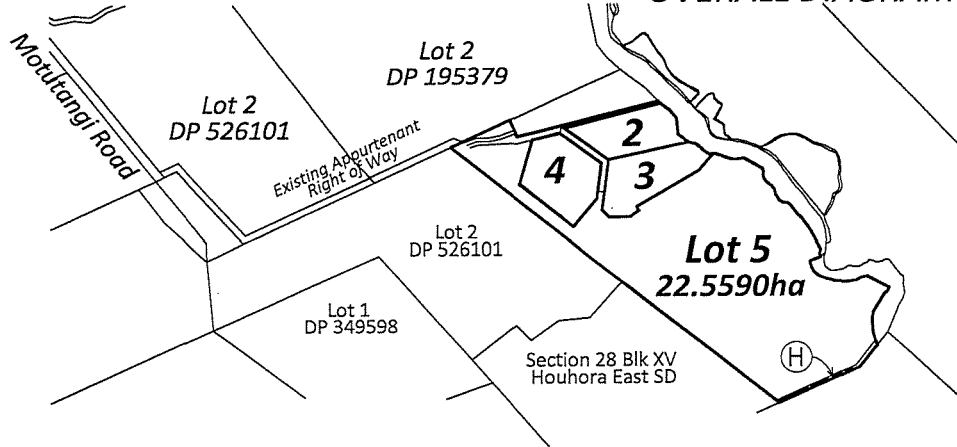 OVERALL DIAGRAM
Motutangi Road
Lot 2
DP 195379
Lot 2
DP 526101
Existing Appurtenant
Right of Way
2
4
3
Lot 2
DP 526101
Lot 5
22.5590ha
Lot 1
DP 349598
Section 28 Blk XV
Houhora East SD
H